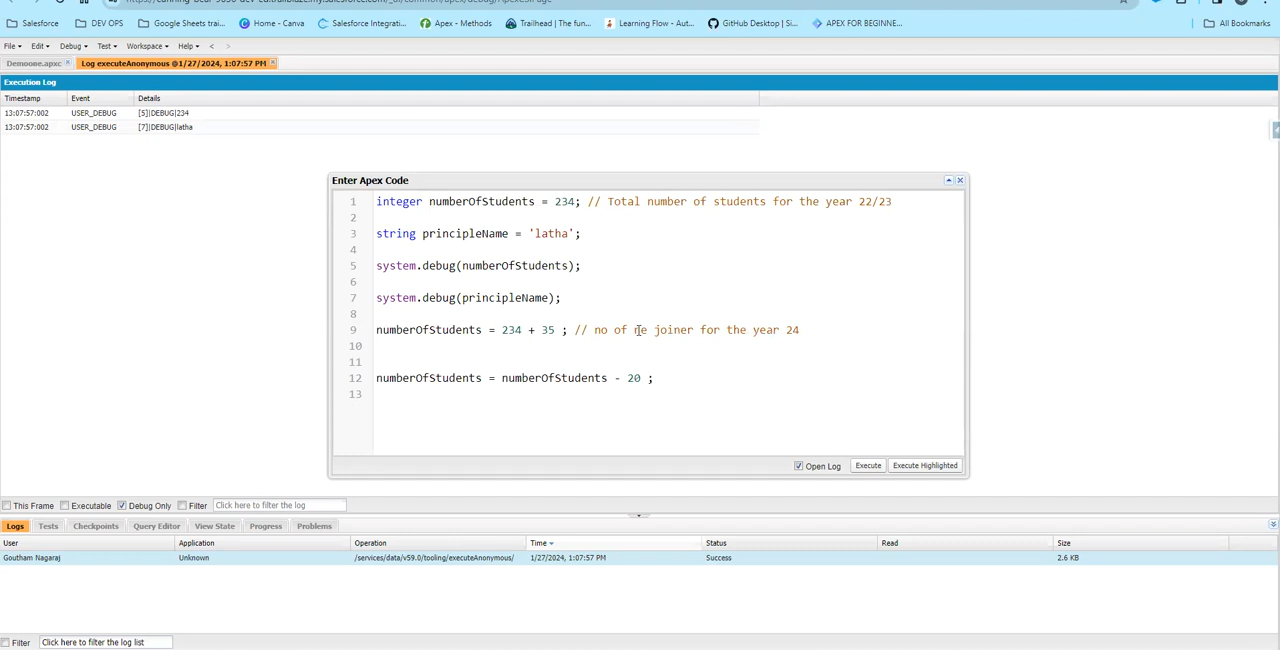 Salesforce DEV OPS Google Sheets trai... Home - Canva Salesforce Integrati... Apex - Methods Trailhead | The fun... Learning Flow - Aut... GitHub Desktop | Si... APEX FOR BEGINNE... All Bookmarks
File Edit Debug Test Workspace Help < >
Demoone.apxc Log executeAnonymous @1/27/2024, 1:07:57 PM
Execution Log
Timestamp Event Details
13:07:57:002 USER_DEBUG [5]|DEBUG|234
13:07:57:002 USER_DEBUG [7]|DEBUG|latha
Enter Apex Code
1 integer numberOfStudents = 234; // Total number of students for the year 22/23
2
3 string principleName = 'latha';
4
5 system.debug(numberOfStudents);
6
7 system.debug(principleName);
8
9 numberOfStudents = 234 + 35 ; // no of ne joiner for the year 24
10
11
12 numberOfStudents = numberOfStudents - 20 ;
13
Open Log Execute Execute Highlighted
This Frame Executable Debug Only Filter Click here to filter the log
Logs Tests Checkpoints Query Editor View State Progress Problems
User Application Operation Time Status Read Size
Goutham Nagaraj Unknown /services/data/v59.0/tooling/executeAnonymous/ 1/27/2024, 1:07:57 PM Success 2.6 KB
Filter Click here to filter the log list